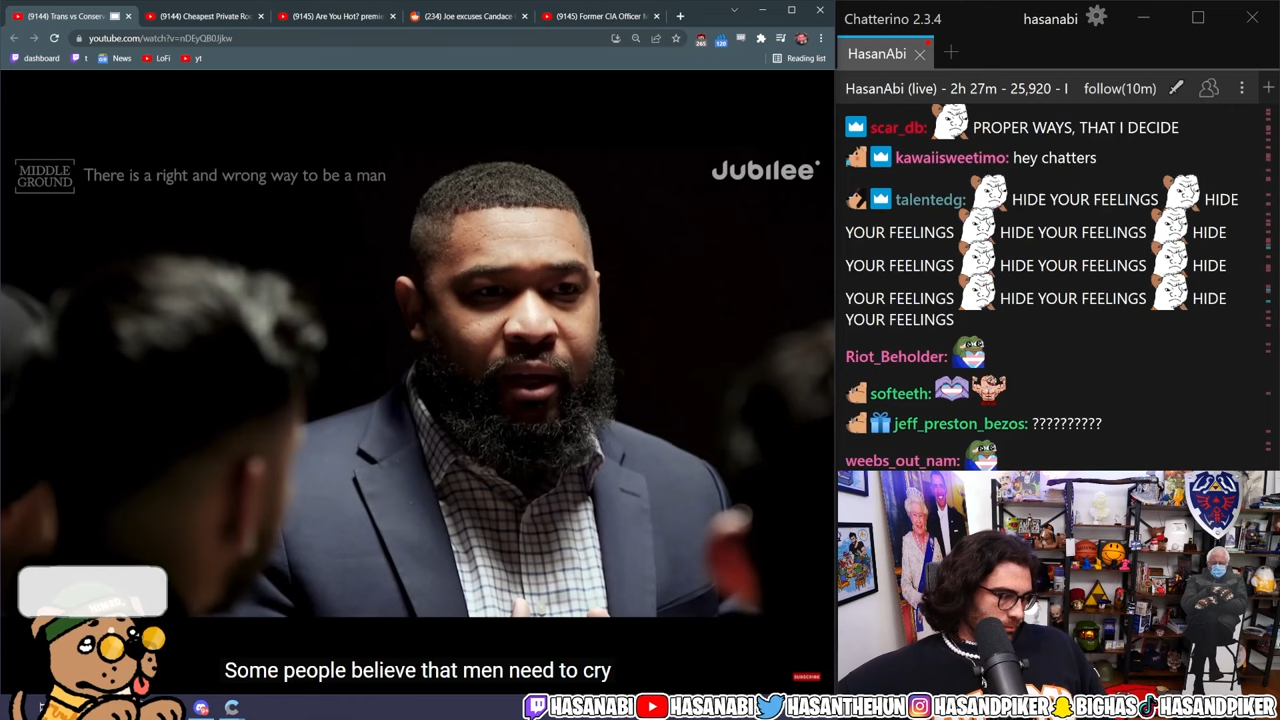 (9144) Trans vs Conserv
(9144) Cheapest Private Roo
(9145) Are You Hot? premie
(234) Joe excuses Candace
(9145) Former CIA Officer
youtube.com/watch?v=nDEyQB0Jjkw
265
120
dashboard
t
News
LoFi
yt
Reading list
MIDDLE
GROUND
There is a right and wrong way to be a man
Jubilee
Some people believe that men need to cry
SUBSCRIBE
Chatterino 2.3.4
hasanabi
HasanAbi
HasanAbi (live) - 2h 27m - 25,920 - I
follow(10m)
scar_db: PROPER WAYS, THAT I DECIDE
kawaiisweetimo: hey chatters
talentedg: HIDE YOUR FEELINGS HIDE
YOUR FEELINGS HIDE YOUR FEELINGS HIDE
YOUR FEELINGS HIDE YOUR FEELINGS HIDE
YOUR FEELINGS HIDE YOUR FEELINGS HIDE
YOUR FEELINGS
Riot_Beholder:
softeeth:
jeff_preston_bezos: ??????????
weebs_out_nam:
HASANABI HASANABI HASANTHEHUN HASANDPIKER BIGHAS HASANDPIKER